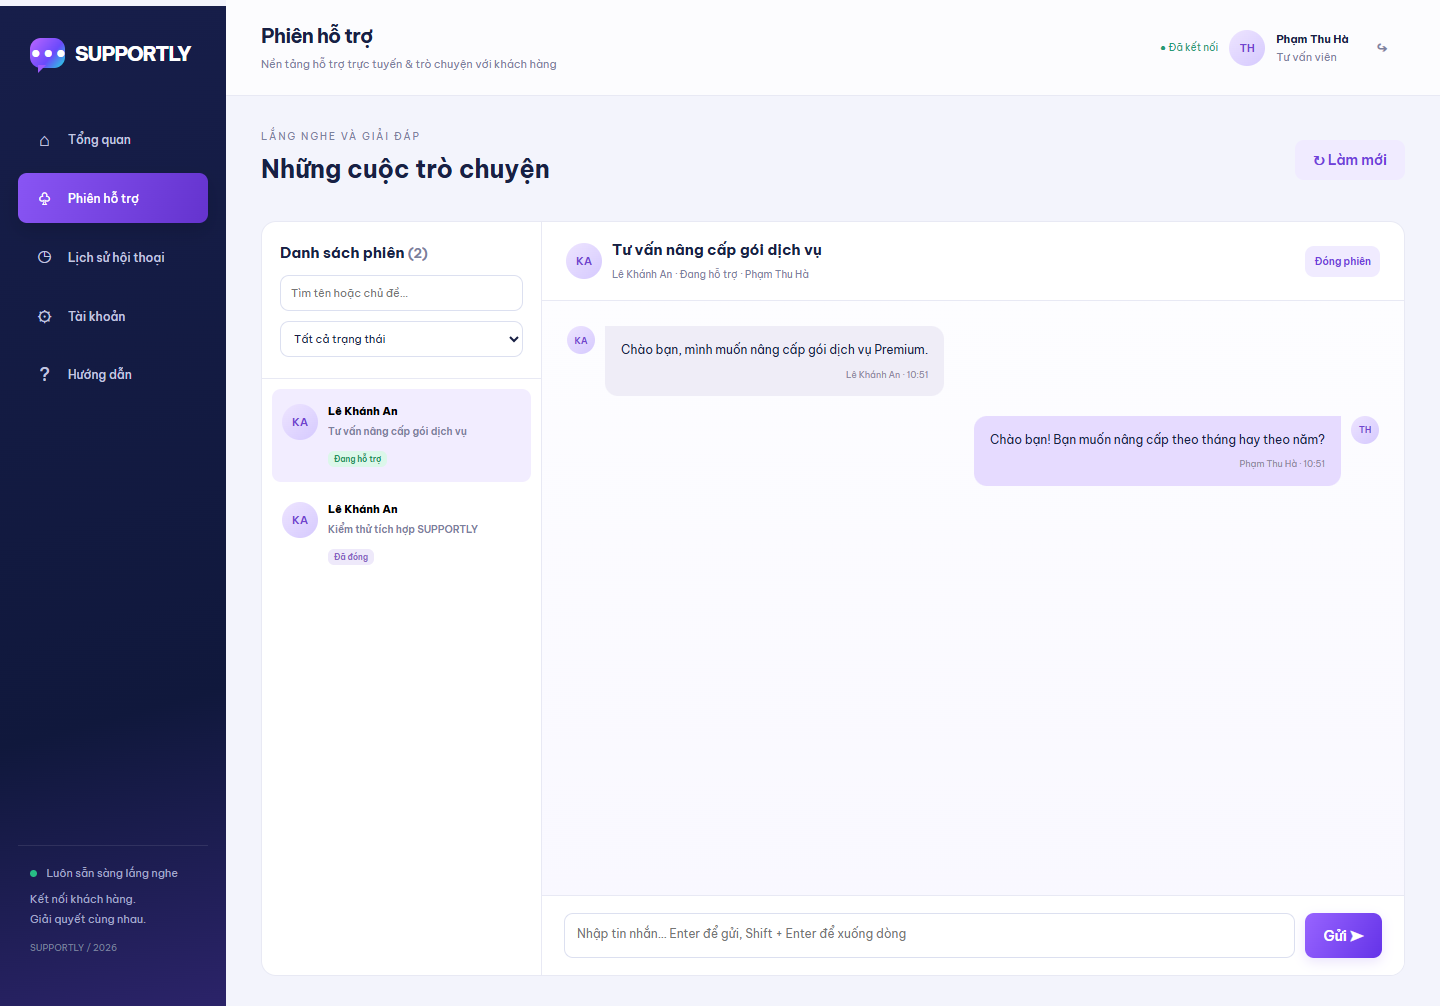 SUPPORTLY
Tổng quan
Phiên hỗ trợ
Lịch sử hội thoại
Tài khoản
? Hướng dẫn
Luôn sẵn sàng lắng nghe
Kết nối khách hàng.
Giải quyết cùng nhau.
SUPPORTLY / 2026
Phiên hỗ trợ
Nền tảng hỗ trợ trực tuyến & trò chuyện với khách hàng
● Đã kết nối
TH
Phạm Thu Hà
Tư vấn viên
LẮNG NGHE VÀ GIẢI ĐÁP
Những cuộc trò chuyện
↻ Làm mới
Danh sách phiên (2)
Tìm tên hoặc chủ đề...
Tất cả trạng thái
KA
Lê Khánh An
Tư vấn nâng cấp gói dịch vụ
Đang hỗ trợ
KA
Lê Khánh An
Kiểm thử tích hợp SUPPORTLY
Đã đóng
KA
Tư vấn nâng cấp gói dịch vụ
Lê Khánh An · Đang hỗ trợ · Phạm Thu Hà
Đóng phiên
KA
Chào bạn, mình muốn nâng cấp gói dịch vụ Premium.
Lê Khánh An · 10:51
Chào bạn! Bạn muốn nâng cấp theo tháng hay theo năm?
TH
Phạm Thu Hà · 10:51
Nhập tin nhắn... Enter để gửi, Shift + Enter để xuống dòng
Gửi ➤